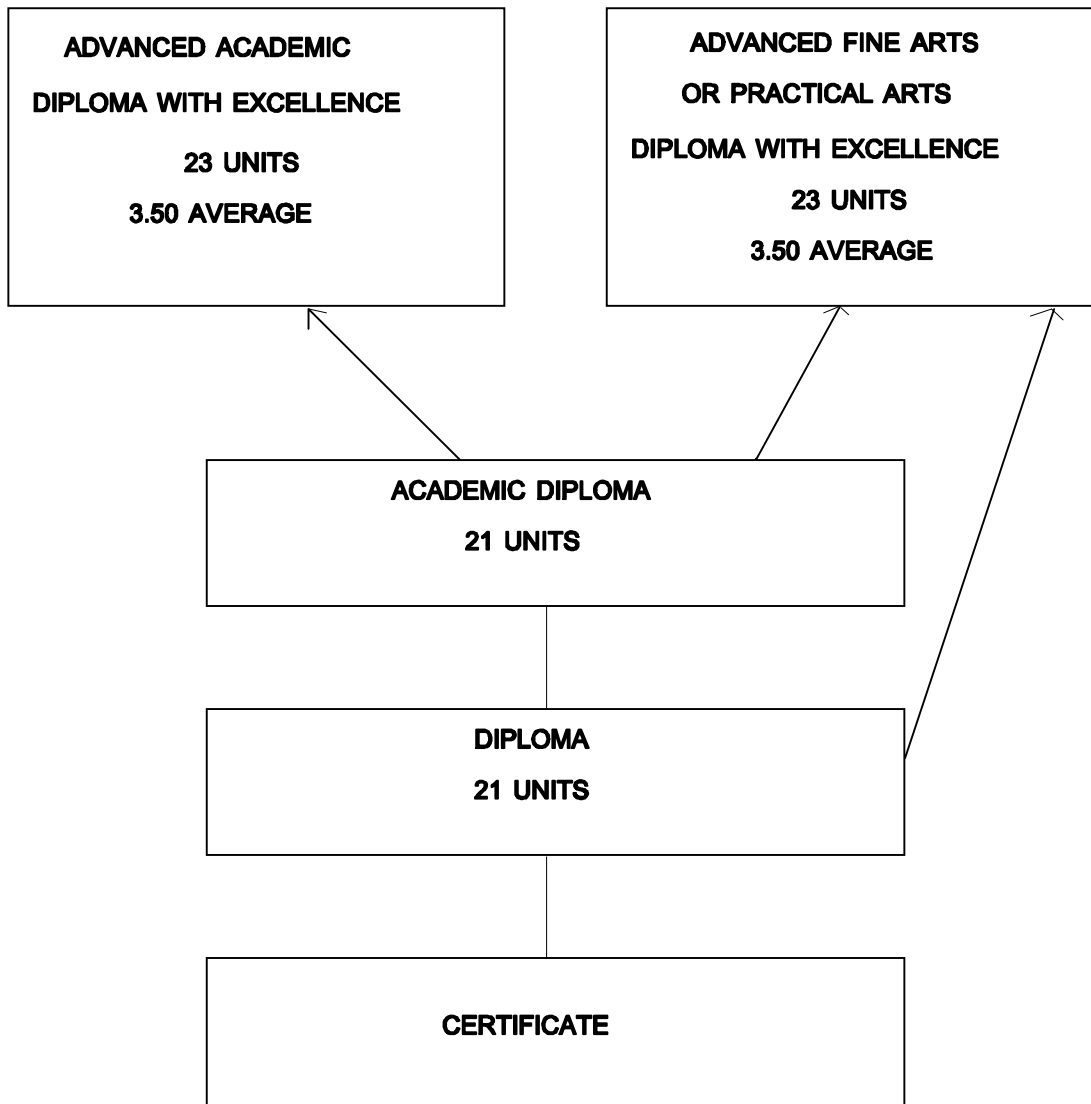 ADVANCED ACADEMIC
DIPLOMA WITH EXCELLENCE
23 UNITS
3.50 AVERAGE
ADVANCED FINE ARTS
OR PRACTICAL ARTS
DIPLOMA WITH EXCELLENCE
23 UNITS
3.50 AVERAGE
ACADEMIC DIPLOMA
21 UNITS
DIPLOMA
21 UNITS
CERTIFICATE